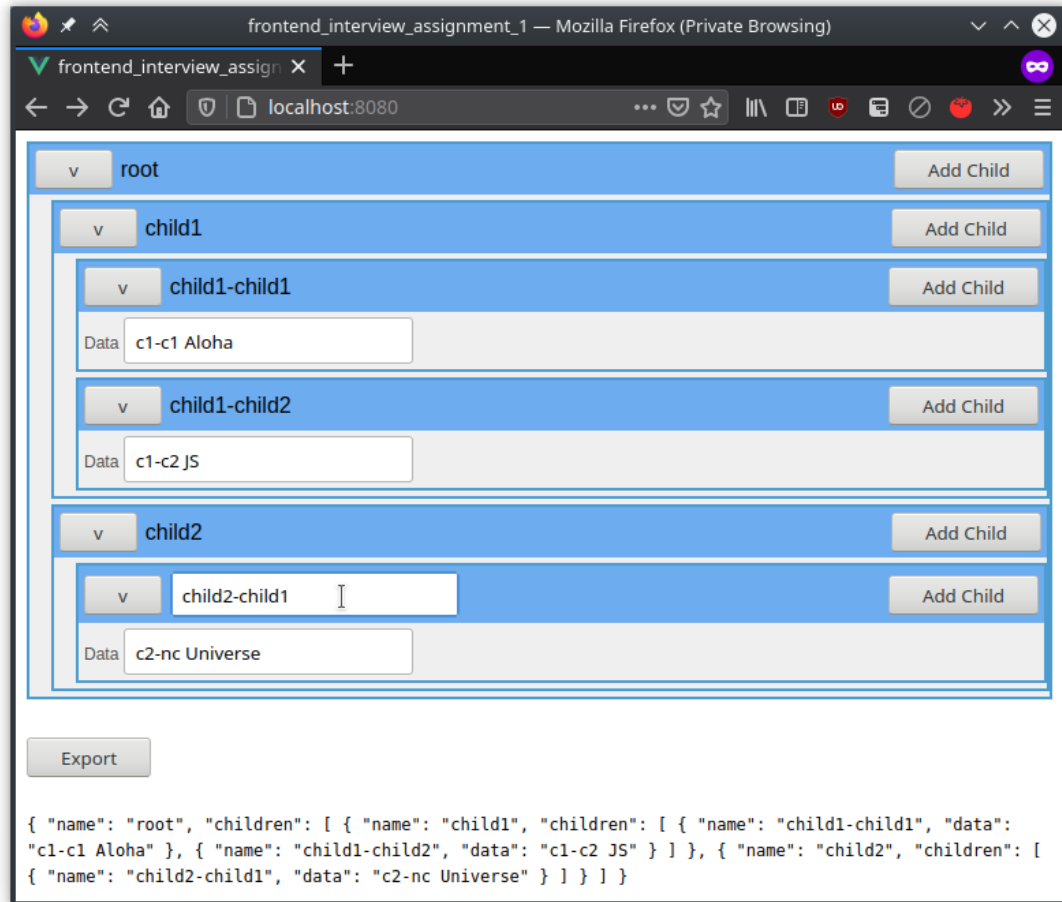 frontend_interview_assignment_1 — Mozilla Firefox (Private Browsing)
frontend_interview_assign
localhost:8080
v root Add Child
v child1 Add Child
v child1-child1 Add Child
Data c1-c1 Aloha
v child1-child2 Add Child
Data c1-c2 JS
v child2 Add Child
v child2-child1 Add Child
Data c2-nc Universe
Export
{ "name": "root", "children": [ { "name": "child1", "children": [ { "name": "child1-child1", "data":
"c1-c1 Aloha" }, { "name": "child1-child2", "data": "c1-c2 JS" } ] }, { "name": "child2", "children": [
{ "name": "child2-child1", "data": "c2-nc Universe" } ] } ] }